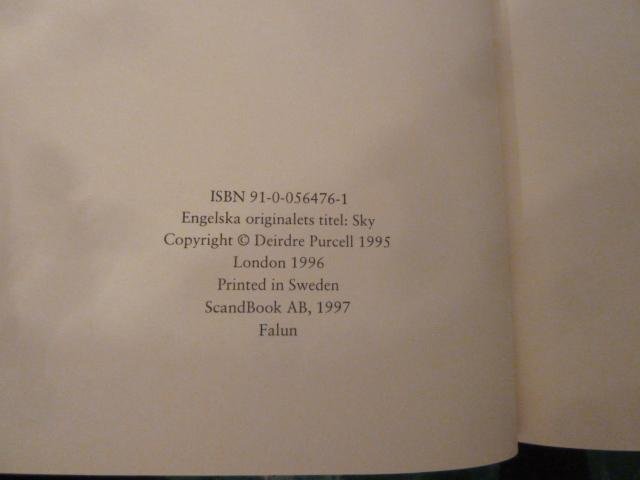 ISBN 91-0-056476-1
Engelska originalets titel: Sky
Copyright © Deirdre Purcell 1995
London 1996
Printed in Sweden
ScandBook AB, 1997
Falun